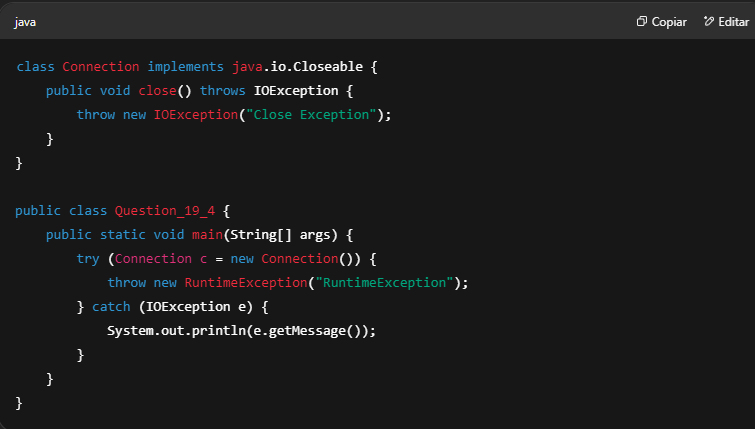 java Copiar Editar
class Connection implements java.io.Closeable {
    public void close() throws IOException {
        throw new IOException("Close Exception");
    }
}

public class Question_19_4 {
    public static void main(String[] args) {
        try (Connection c = new Connection()) {
            throw new RuntimeException("RuntimeException");
        } catch (IOException e) {
            System.out.println(e.getMessage());
        }
    }
}